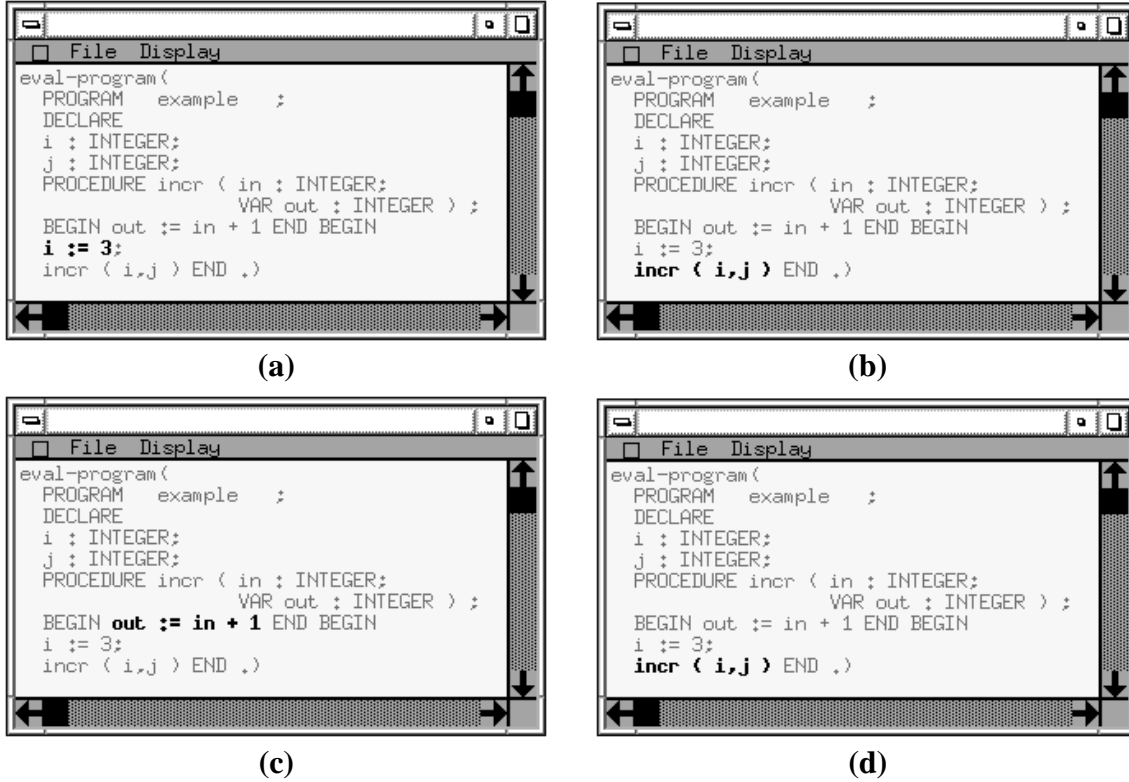 File Display
eval-program(
PROGRAM example ;
DECLARE
i : INTEGER;
j : INTEGER;
PROCEDURE incr ( in : INTEGER;
VAR out : INTEGER ) ;
BEGIN out := in + 1 END BEGIN
i := 3;
incr ( i,j ) END .)
(a)
File Display
eval-program(
PROGRAM example ;
DECLARE
i : INTEGER;
j : INTEGER;
PROCEDURE incr ( in : INTEGER;
VAR out : INTEGER ) ;
BEGIN out := in + 1 END BEGIN
i := 3;
incr ( i,j ) END .)
(b)
File Display
eval-program(
PROGRAM example ;
DECLARE
i : INTEGER;
j : INTEGER;
PROCEDURE incr ( in : INTEGER;
VAR out : INTEGER ) ;
BEGIN out := in + 1 END BEGIN
i := 3;
incr ( i,j ) END .)
(c)
File Display
eval-program(
PROGRAM example ;
DECLARE
i : INTEGER;
j : INTEGER;
PROCEDURE incr ( in : INTEGER;
VAR out : INTEGER ) ;
BEGIN out := in + 1 END BEGIN
i := 3;
incr ( i,j ) END .)
(d)